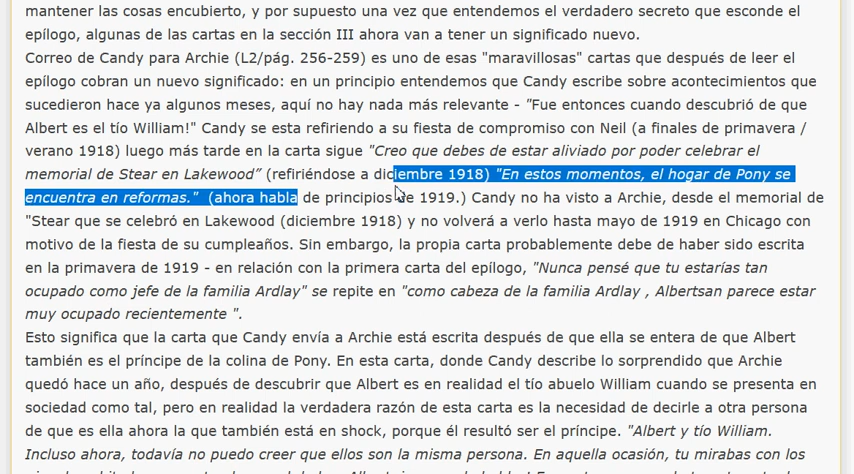 mantener las cosas encubierto, y por supuesto una vez que entendemos el verdadero secreto que esconde el
epílogo, algunas de las cartas en la sección III ahora van a tener un significado nuevo.
Correo de Candy para Archie (L2/pág. 256-259) es uno de esas "maravillosas" cartas que después de leer el
epílogo cobran un nuevo significado: en un principio entendemos que Candy escribe sobre acontecimientos que
sucedieron hace ya algunos meses, aquí no hay nada más relevante - "Fue entonces cuando descubrió de que
Albert es el tío William!" Candy se esta refiriendo a su fiesta de compromiso con Neil (a finales de primavera /
verano 1918) luego más tarde en la carta sigue "Creo que debes de estar aliviado por poder celebrar el
memorial de Stear en Lakewood" (refiriéndose a diciembre 1918) "En estos momentos, el hogar de Pony se
encuentra en reformas." (ahora habla de principios de 1919.) Candy no ha visto a Archie, desde el memorial de
"Stear que se celebró en Lakewood (diciembre 1918) y no volverá a verlo hasta mayo de 1919 en Chicago con
motivo de la fiesta de su cumpleaños. Sin embargo, la propia carta probablemente debe de haber sido escrita
en la primavera de 1919 - en relación con la primera carta del epílogo, "Nunca pensé que tu estarías tan
ocupado como jefe de la familia Ardlay" se repite en "como cabeza de la familia Ardlay , Albertsan parece estar
muy ocupado recientemente ".
Esto significa que la carta que Candy envía a Archie está escrita después de que ella se entera de que Albert
también es el príncipe de la colina de Pony. En esta carta, donde Candy describe lo sorprendido que Archie
quedó hace un año, después de descubrir que Albert es en realidad el tío abuelo William cuando se presenta en
sociedad como tal, pero en realidad la verdadera razón de esta carta es la necesidad de decirle a otra persona
de que es ella ahora la que también está en shock, porque él resultó ser el príncipe. "Albert y tío William.
Incluso ahora, todavía no puedo creer que ellos son la misma persona. En aquella ocasión, tu mirabas con los